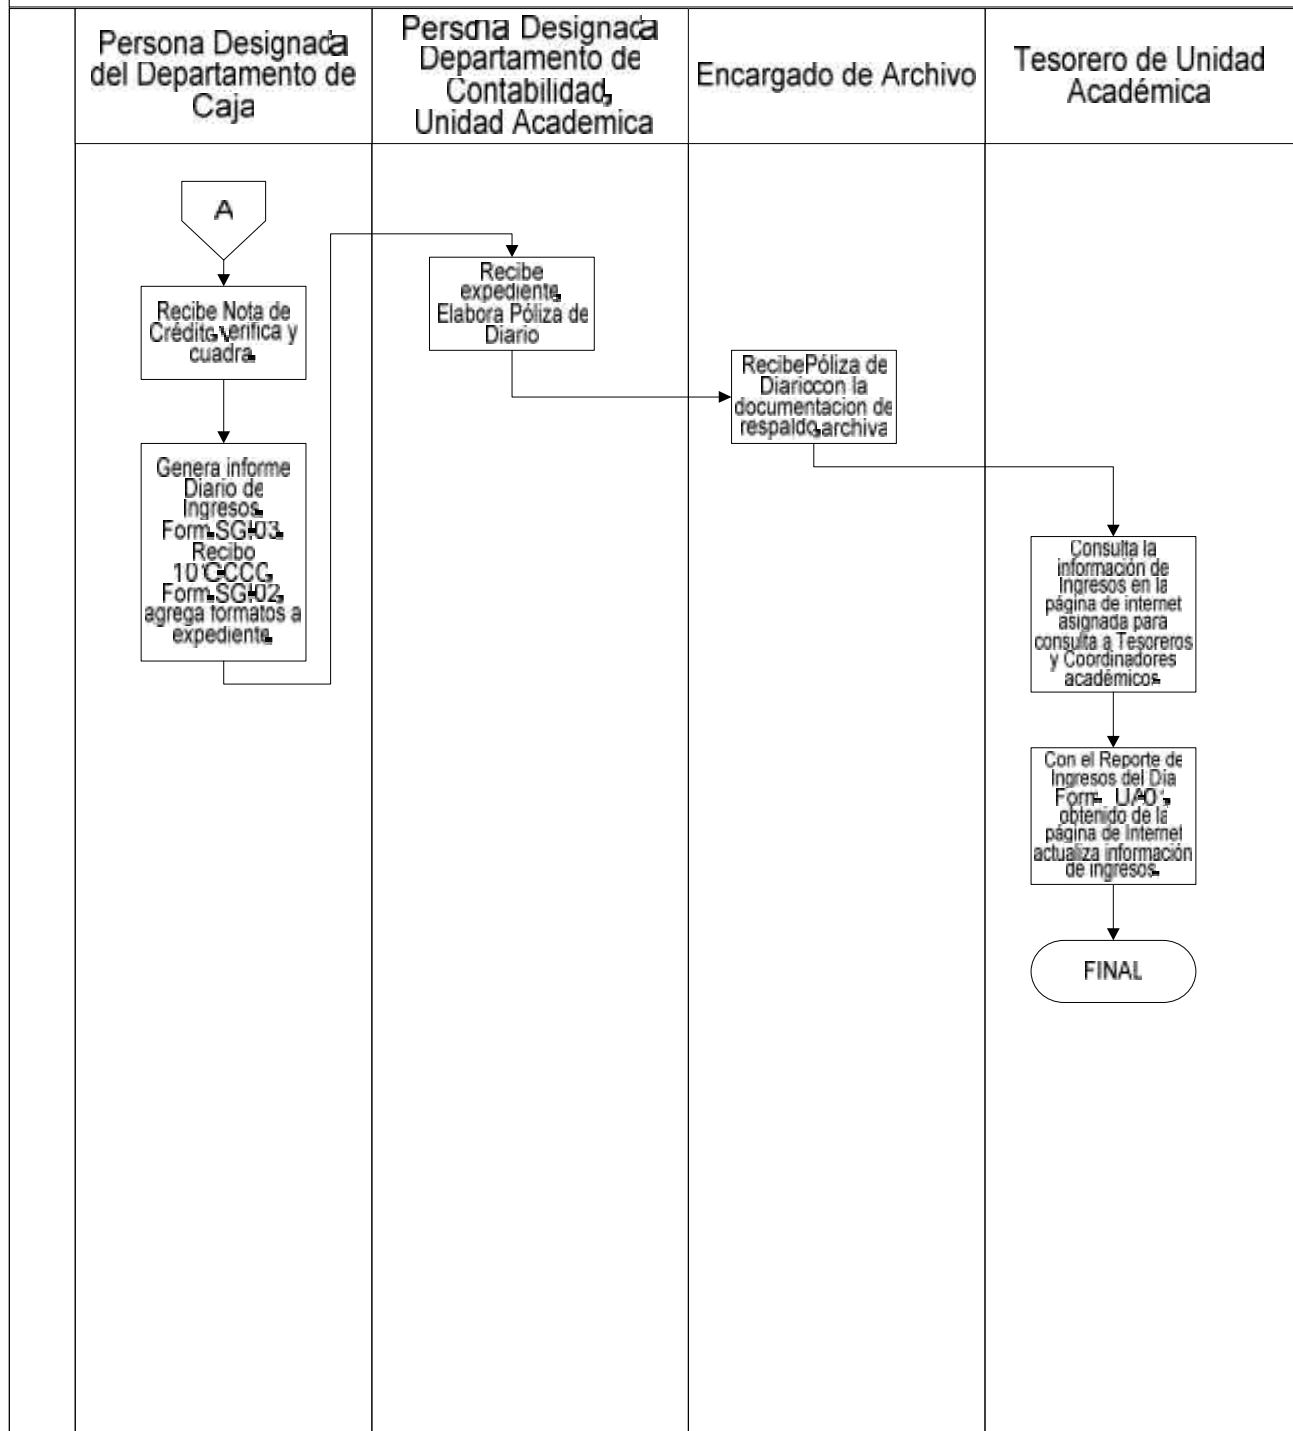 Persona Designada
del Departamento de
Caja
Persona Designada
Departamento de
Contabilidad,
Unidad Academica
Encargado de Archivo
Tesorero de Unidad
Académica
A
Recibe Nota de
Crédito, verifica y
cuadra.
Genera informe
Diario de
Ingresos.
Form. SGI-03.
Recibo
Form. SGI-02,
agrega formatos a
expediente.
Recibe
expediente.
Elabora Póliza de
Diario
Recibe Póliza de
Diario con la
documentacion de
respaldo, archiva
Consulta la
información de
Ingresos en la
página de internet
asignada para
consulta a Tesoreros
y Coordinadores
académicos.
Con el Reporte de
Ingresos del Dia
Form.
obtenido de la
página de Internet
actualiza información
de ingresos.
FINAL